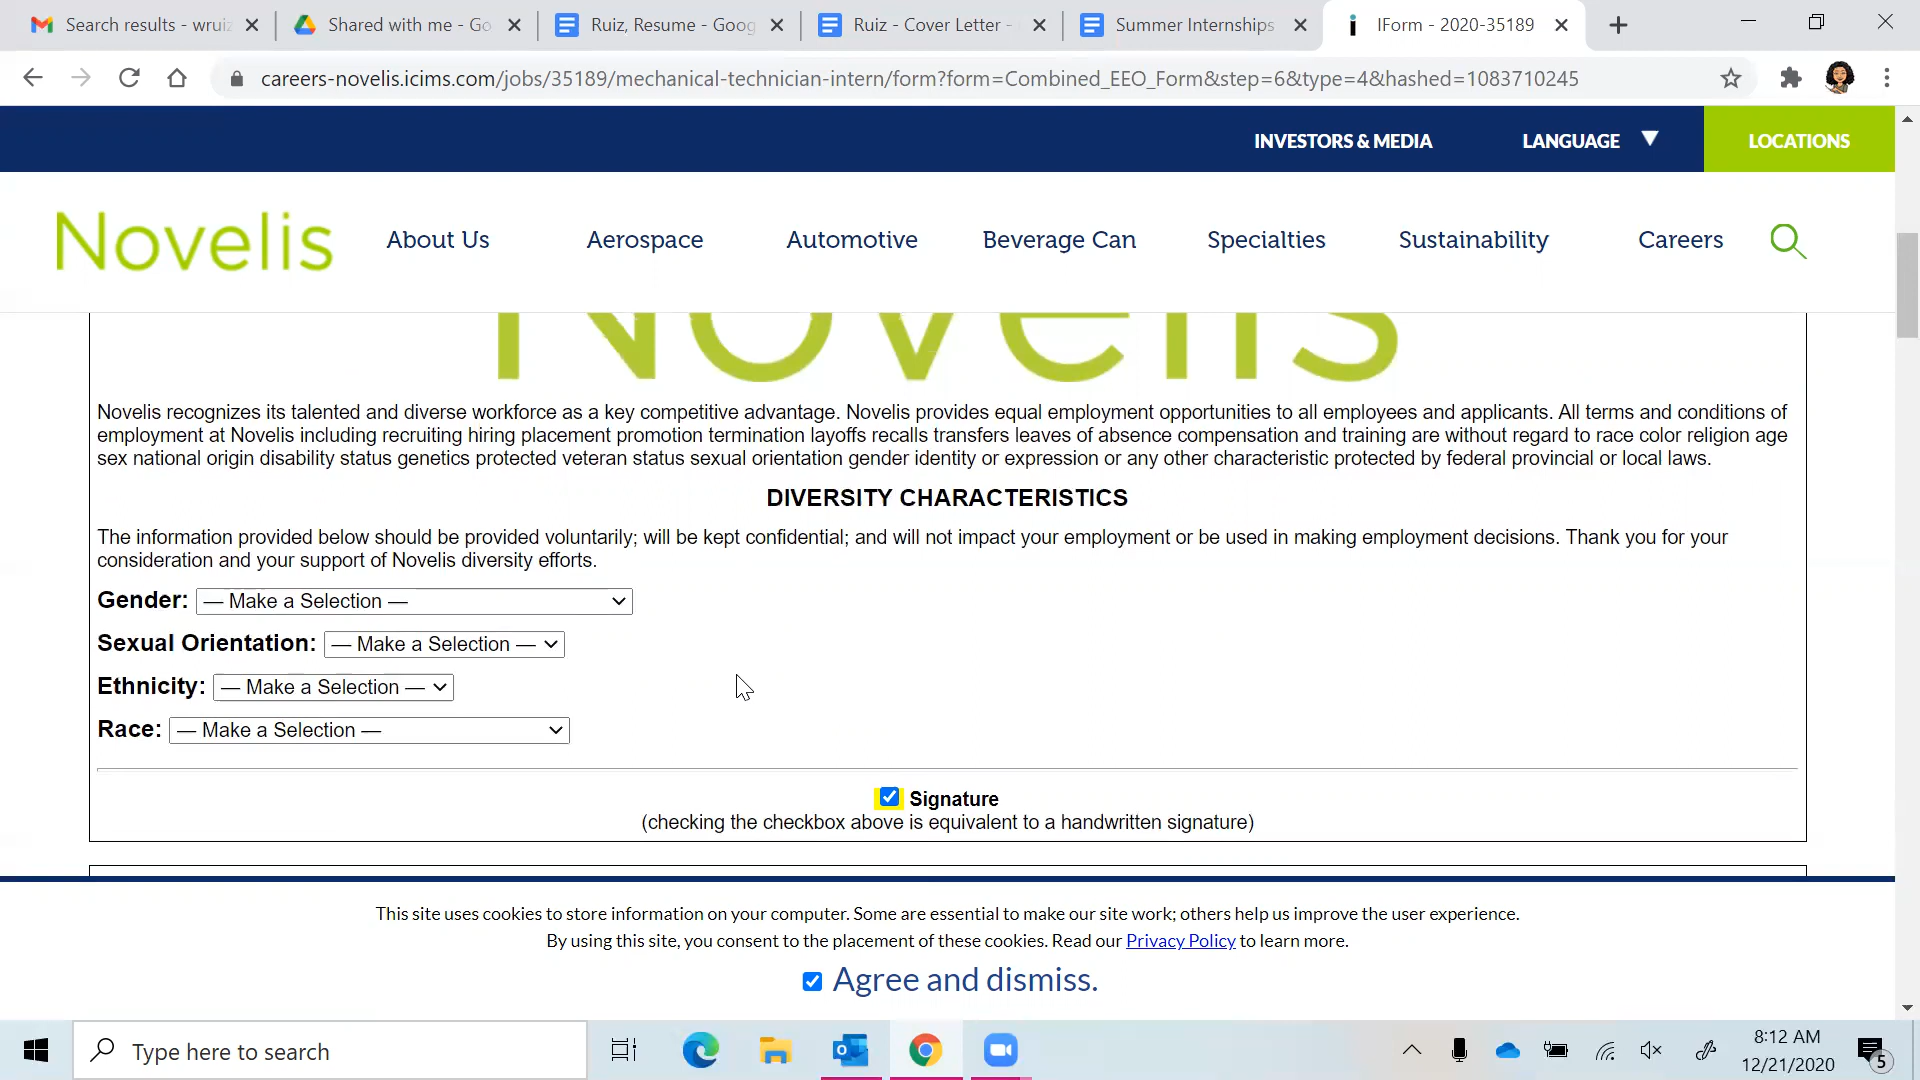 Search results - wruiz
Shared with me - Go
Ruiz, Resume - Goog
Ruiz - Cover Letter -
Summer Internships
IForm - 2020-35189
careers-novelis.icims.com/jobs/35189/mechanical-technician-intern/form?form=Combined_EEO_Form&step=6&type=4&hashed=1083710245
INVESTORS & MEDIA
LANGUAGE
LOCATIONS
Novelis
About Us
Aerospace
Automotive
Beverage Can
Specialties
Sustainability
Careers
Novelis
Novelis recognizes its talented and diverse workforce as a key competitive advantage. Novelis provides equal employment opportunities to all employees and applicants. All terms and conditions of
employment at Novelis including recruiting hiring placement promotion termination layoffs recalls transfers leaves of absence compensation and training are without regard to race color religion age
sex national origin disability status genetics protected veteran status sexual orientation gender identity or expression or any other characteristic protected by federal provincial or local laws.
DIVERSITY CHARACTERISTICS
The information provided below should be provided voluntarily; will be kept confidential; and will not impact your employment or be used in making employment decisions. Thank you for your
consideration and your support of Novelis diversity efforts.
Gender: — Make a Selection —
Sexual Orientation: — Make a Selection —
Ethnicity: — Make a Selection —
Race: — Make a Selection —
Signature
(checking the checkbox above is equivalent to a handwritten signature)
This site uses cookies to store information on your computer. Some are essential to make our site work; others help us improve the user experience.
By using this site, you consent to the placement of these cookies. Read our Privacy Policy to learn more.
Agree and dismiss.
Type here to search
8:12 AM
12/21/2020
5